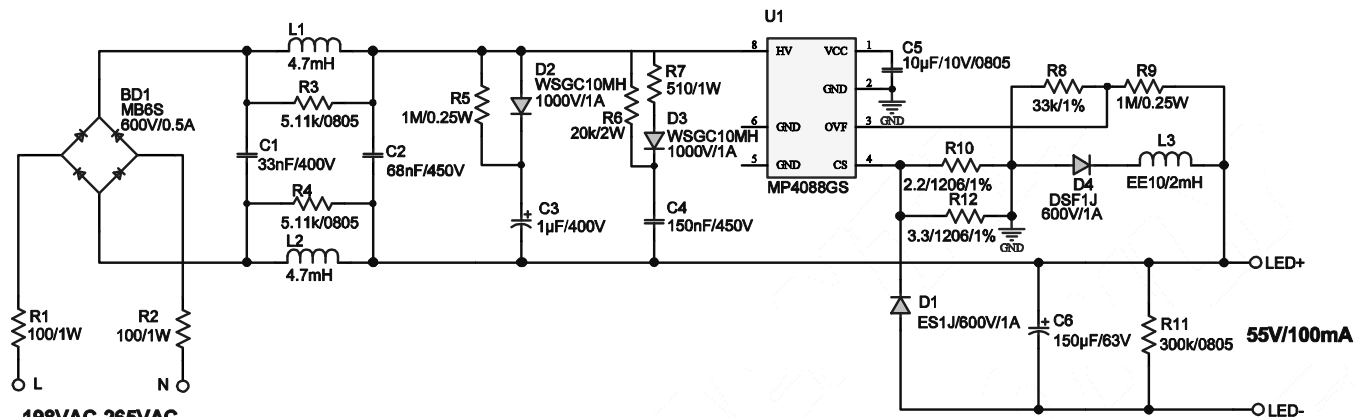 U1
L1
4.7mH
BD1
MB6S
600V/0.5A
R3
5.11k/0805
C1
33nF/400V
C2
68nF/450V
R4
5.11k/0805
L2
4.7mH
R5
1M/0.25W
D2
WSGC10MH
1000V/1A
C3
1µF/400V
R7
510/1W
R6
20k/2W
D3
WSGC10MH
1000V/1A
C4
150nF/450V
8 HV VCC 1
GND 2
6 GND OVF 3
5 GND CS 4
MP4088GS
C5
10µF/10V/0805
GND
R8
33k/1%
R9
1M/0.25W
R10
2.2/1206/1%
R12
3.3/1206/1%
GND
D4
DSF1J
600V/1A
L3
EE10/2mH
LED+
D1
ES1J/600V/1A
C6
150µF/63V
R11
300k/0805
55V/100mA
LED-
R1
100/1W
R2
100/1W
L
N
198VAC-265VAC